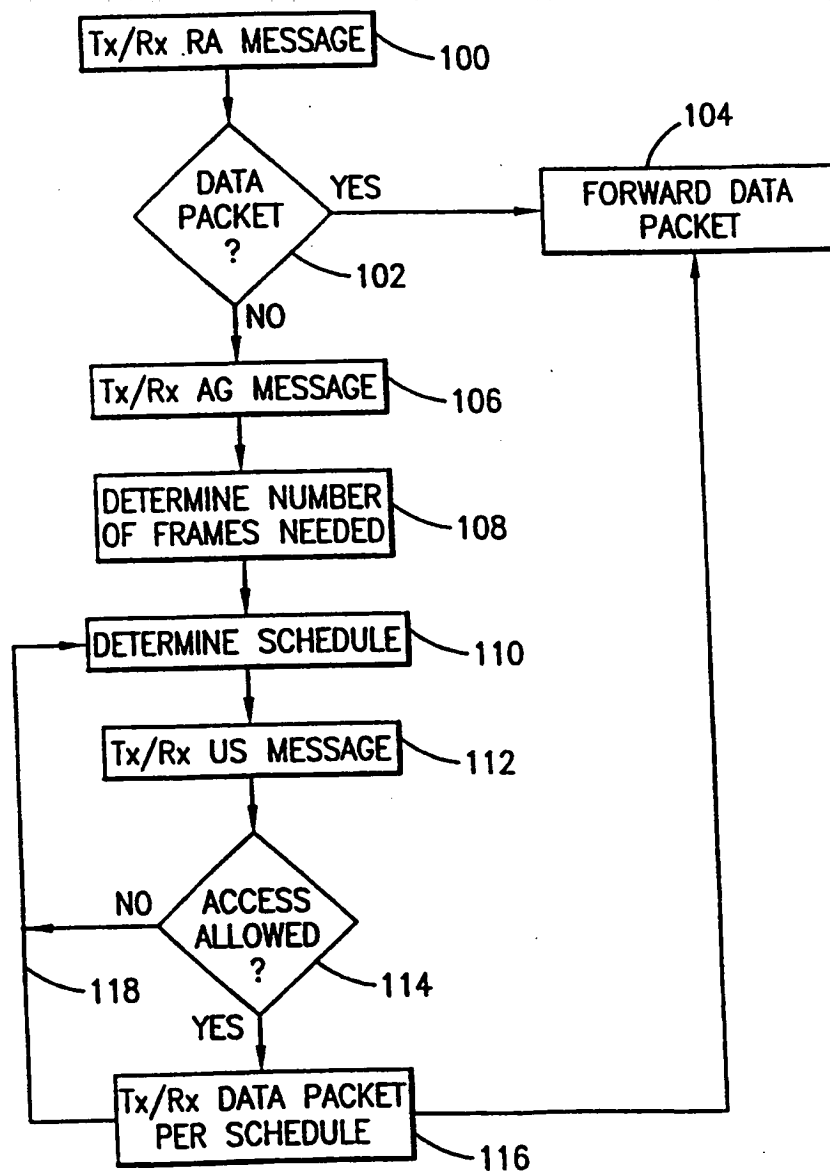 Tx/Rx RA MESSAGE
100
DATA
PACKET
?
YES
102
NO
104
FORWARD DATA
PACKET
Tx/Rx AG MESSAGE
106
DETERMINE NUMBER
OF FRAMES NEEDED
108
DETERMINE SCHEDULE
110
Tx/Rx US MESSAGE
112
ACCESS
ALLOWED
?
NO
114
118
YES
Tx/Rx DATA PACKET
PER SCHEDULE
116